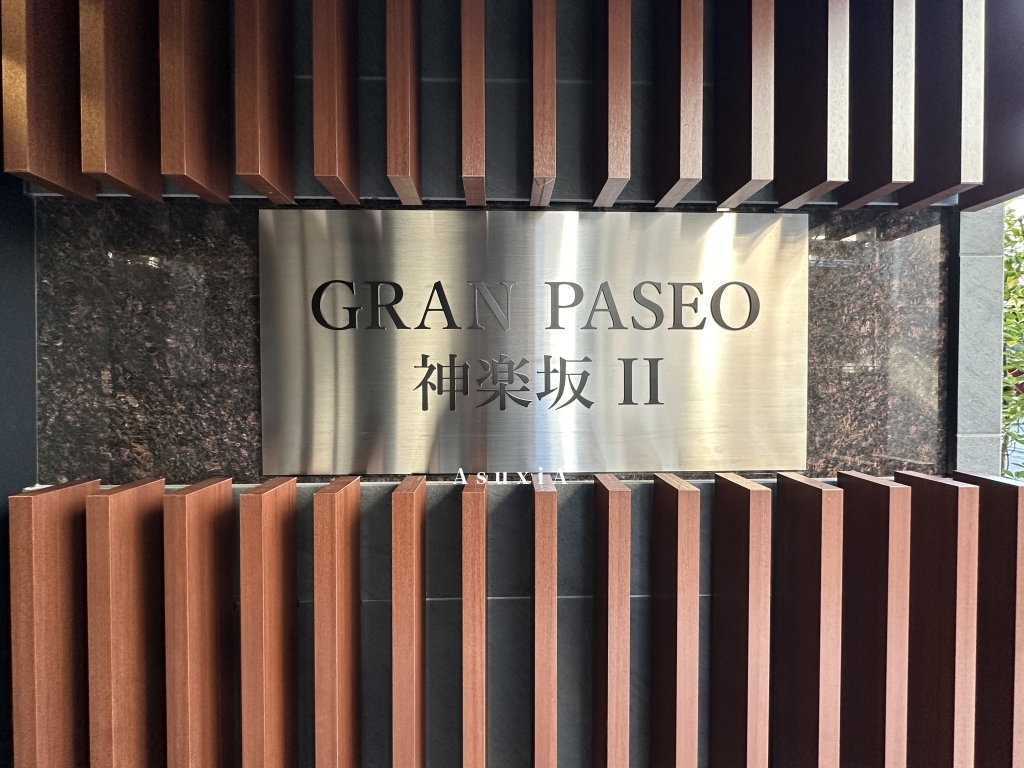 GRAN PASEO
神楽坂 II
AsuxiA